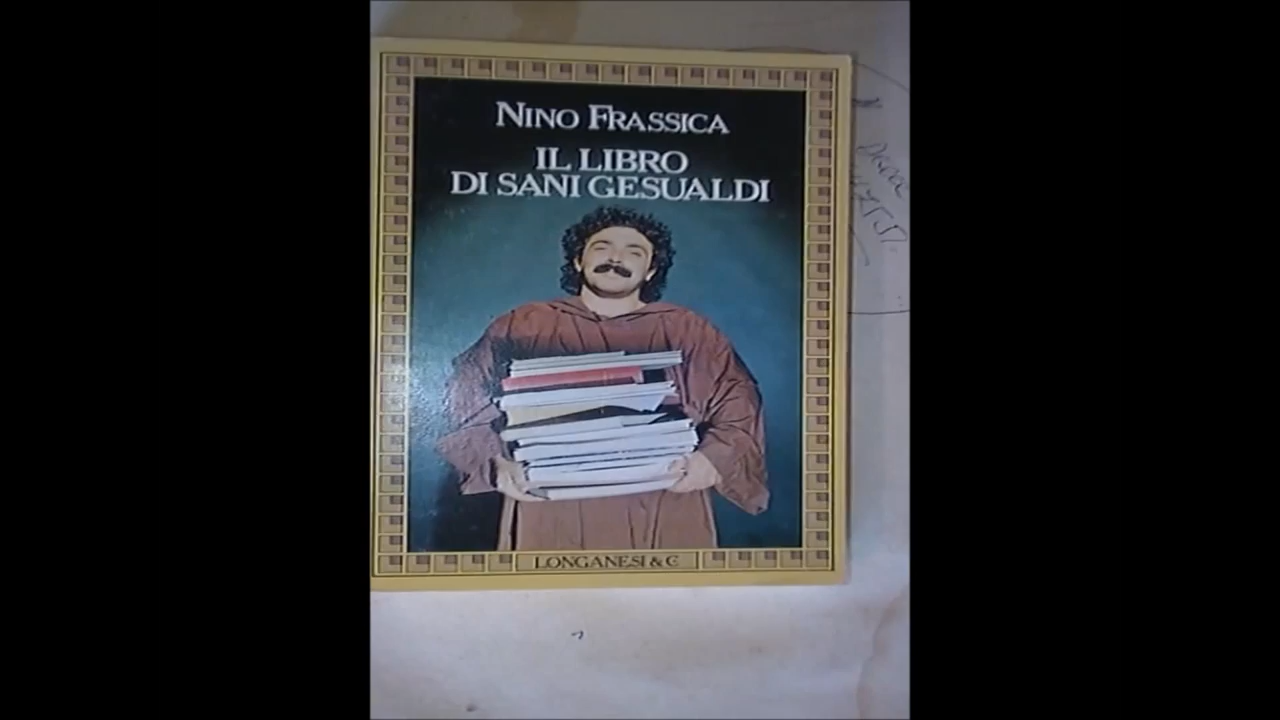 NINO FRASSICA
IL LIBRO
DI SANI GESUALDI
LONGANESI & C